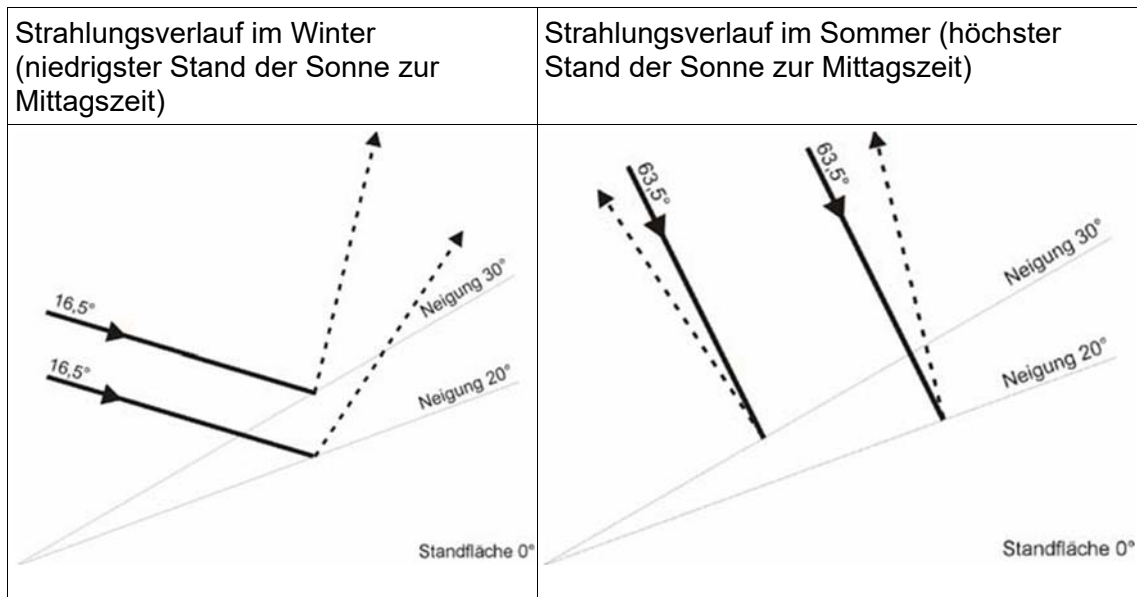 Strahlungsverlauf im Winter
(niedrigster Stand der Sonne zur
Mittagszeit)
Strahlungsverlauf im Sommer (höchster
Stand der Sonne zur Mittagszeit)
16,5°
16,5°
Neigung 30°
Neigung 20°
Standfläche 0°
63,5°
63,5°
Neigung 30°
Neigung 20°
Standfläche 0°